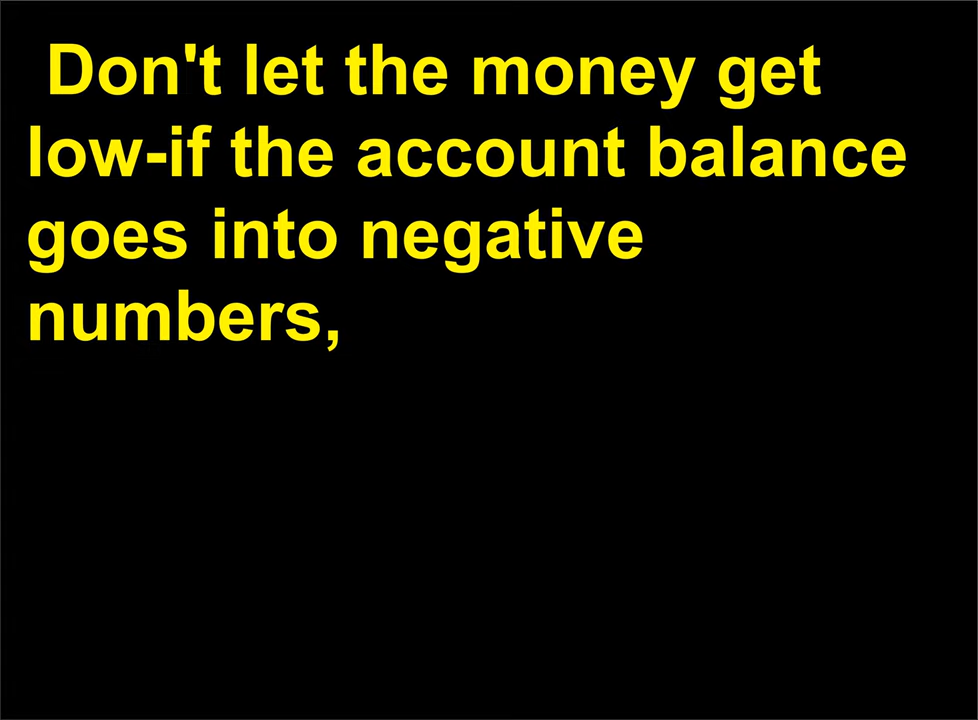 Don't let the money get
low-if the account balance
goes into negative
numbers,